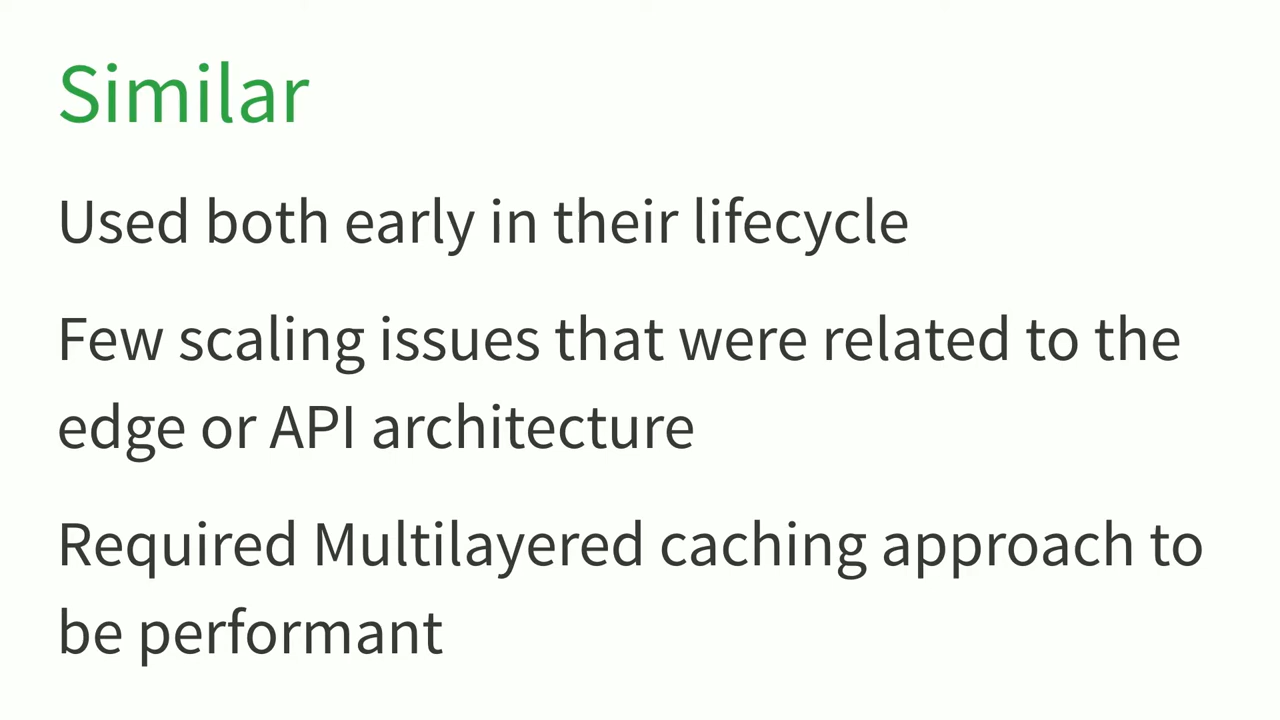 Similar
Used both early in their lifecycle
Few scaling issues that were related to the
edge or API architecture
Required Multilayered caching approach to
be performant